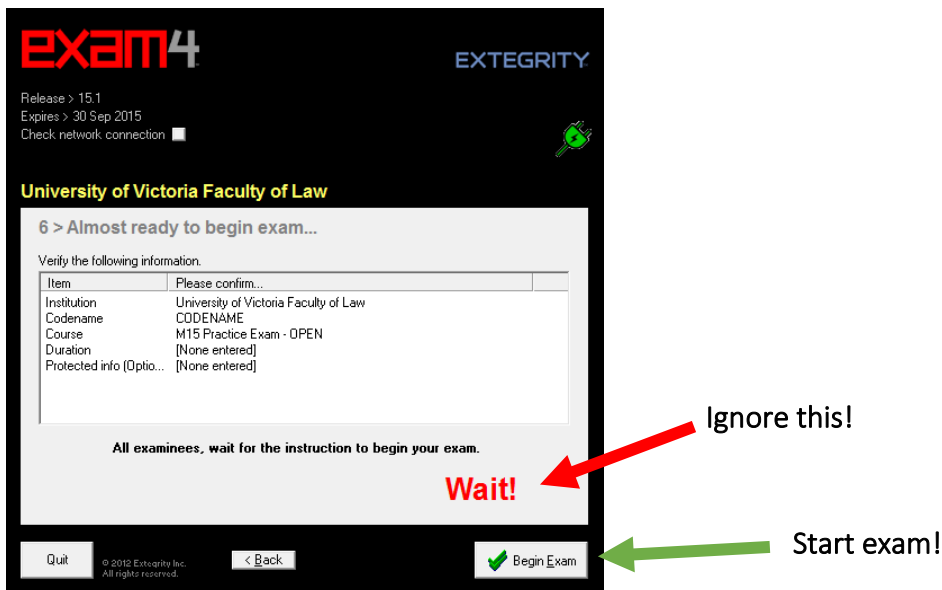 exam4
EXTEGRITY
Release > 15.1
Expires > 30 Sep 2015
Check network connection
University of Victoria Faculty of Law
6 > Almost ready to begin exam...
Verify the following information.
Item Please confirm...
Institution University of Victoria Faculty of Law
Codename CODENAME
Course M15 Practice Exam - OPEN
Duration [None entered]
Protected info (Optio... [None entered]
Ignore this!
All examinees, wait for the instruction to begin your exam.
Wait!
Start exam!
Quit
© 2012 Extegrity Inc.
All rights reserved.
< Back
Begin Exam